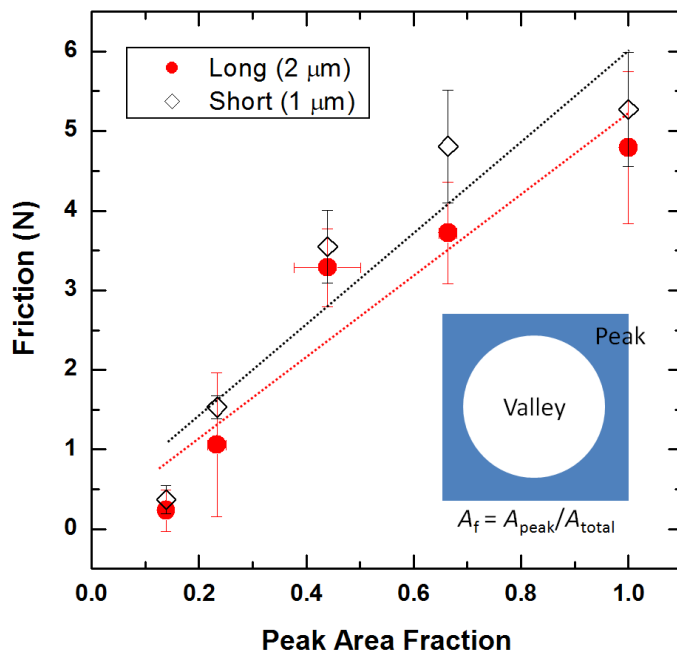 Long (2 μm)
Short (1 μm)
Friction (N)
6
5
4
3
2
1
0
Peak
Valley
Af = Apeak/Atotal
0.0 0.2 0.4 0.6 0.8 1.0
Peak Area Fraction